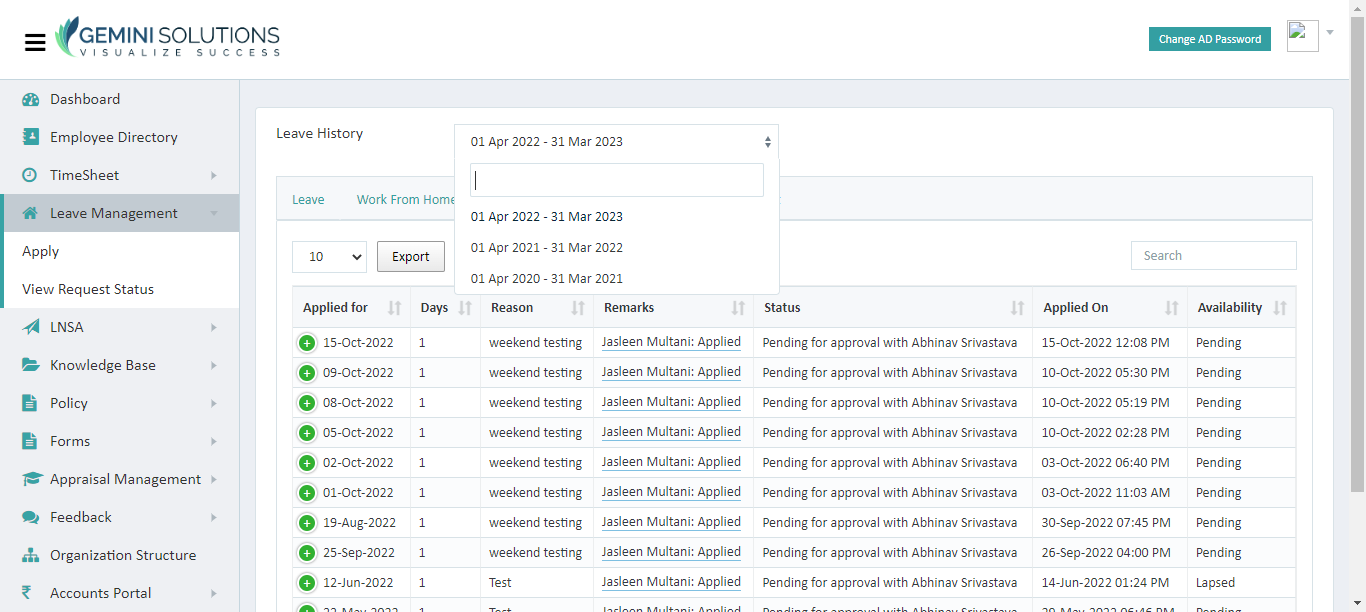 GEMINI SOLUTIONS
VISUALIZE SUCCESS
Change AD Password
Dashboard
Employee Directory
TimeSheet
Leave Management
Apply
View Request Status
LNSA
Knowledge Base
Policy
Forms
Appraisal Management
Feedback
Organization Structure
Accounts Portal
Leave History
01 Apr 2022 - 31 Mar 2023
01 Apr 2022 - 31 Mar 2023
01 Apr 2021 - 31 Mar 2022
01 Apr 2020 - 31 Mar 2021
Leave Work From Home
10 Export Search
Applied for Days Reason Remarks Status Applied On Availability
15-Oct-2022 1 weekend testing Jasleen Multani: Applied Pending for approval with Abhinav Srivastava 15-Oct-2022 12:08 PM Pending
09-Oct-2022 1 weekend testing Jasleen Multani: Applied Pending for approval with Abhinav Srivastava 10-Oct-2022 05:30 PM Pending
08-Oct-2022 1 weekend testing Jasleen Multani: Applied Pending for approval with Abhinav Srivastava 10-Oct-2022 05:19 PM Pending
05-Oct-2022 1 weekend testing Jasleen Multani: Applied Pending for approval with Abhinav Srivastava 10-Oct-2022 02:28 PM Pending
02-Oct-2022 1 weekend testing Jasleen Multani: Applied Pending for approval with Abhinav Srivastava 03-Oct-2022 06:40 PM Pending
01-Oct-2022 1 weekend testing Jasleen Multani: Applied Pending for approval with Abhinav Srivastava 03-Oct-2022 11:03 AM Pending
19-Aug-2022 1 weekend testing Jasleen Multani: Applied Pending for approval with Abhinav Srivastava 30-Sep-2022 07:45 PM Pending
25-Sep-2022 1 weekend testing Jasleen Multani: Applied Pending for approval with Abhinav Srivastava 26-Sep-2022 04:00 PM Pending
12-Jun-2022 1 Test Jasleen Multani: Applied Pending for approval with Abhinav Srivastava 14-Jun-2022 01:24 PM Lapsed